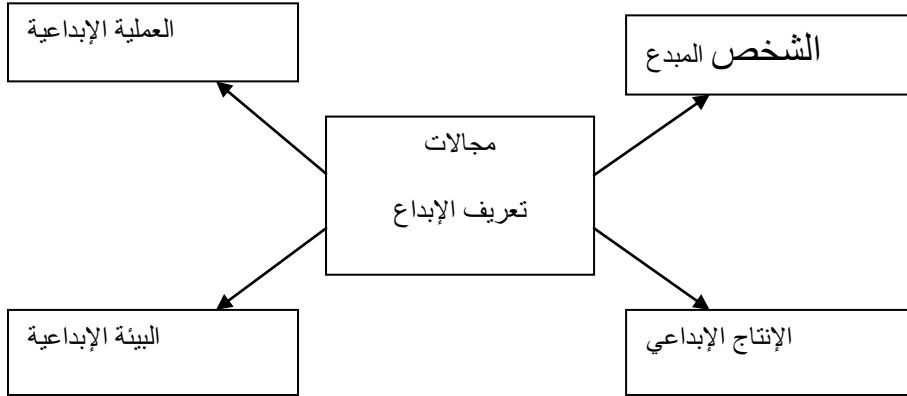 الشخص المبدع
العملية الإبداعية
مجالات
تعريف الإبداع
الإنتاج الإبداعي
البيئة الإبداعية